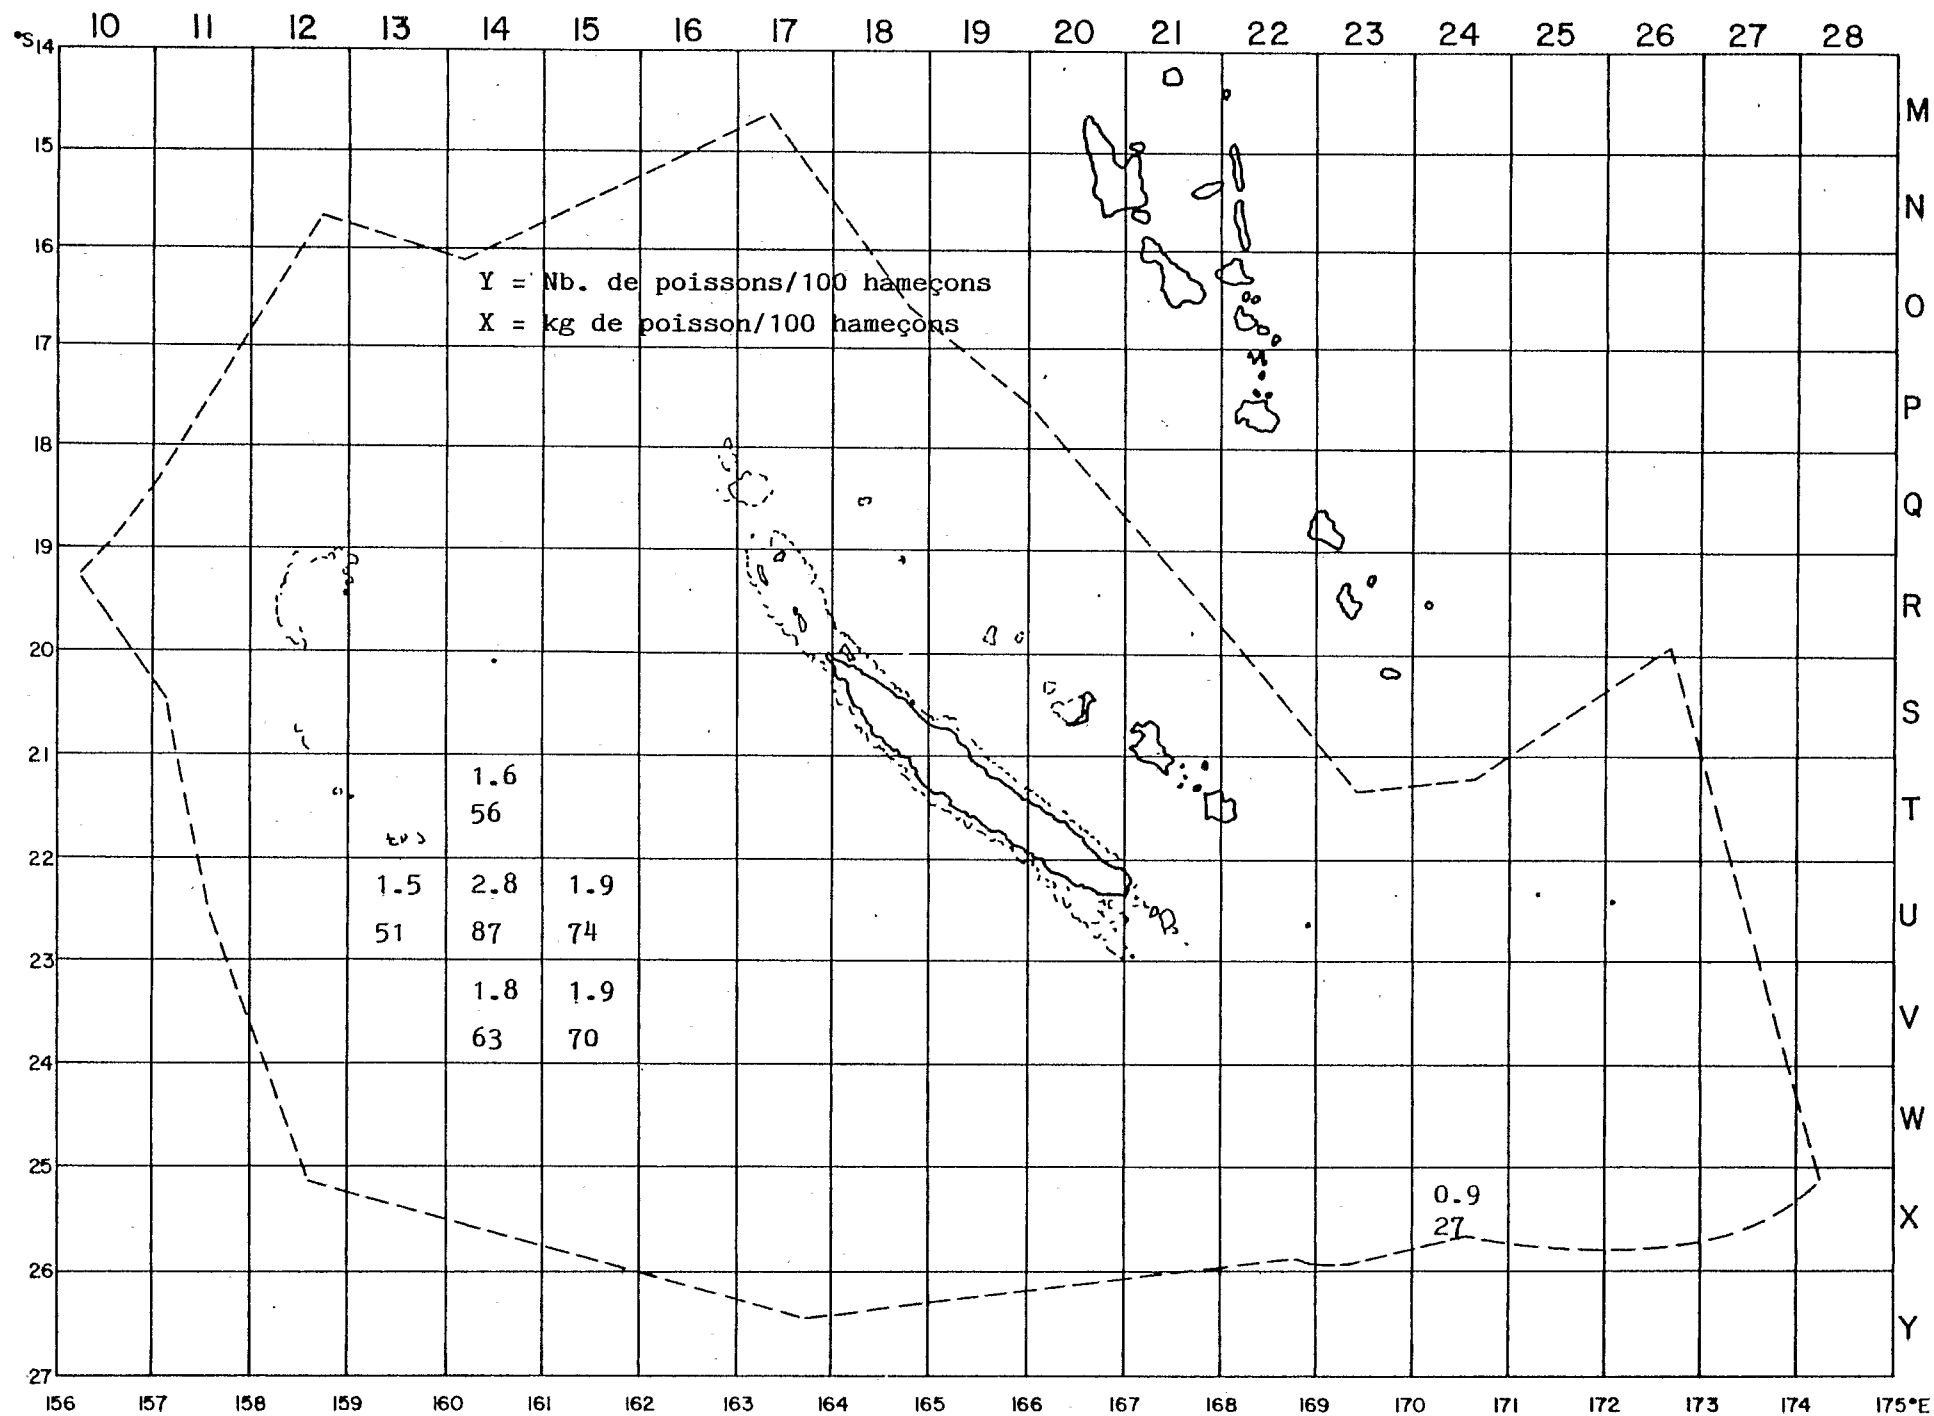 10 11 12 13 14 15 16 17 18 19 20 21 22 23 24 25 26 27 28
°S 14
M
15
N
16
Y = Nb. de poissons/100 hameçons
O
X = kg de poisson/100 hameçons
17
P
18
Q
19
R
20
S
21
1.6
T
56
22
1.5 2.8 1.9
U
51 87 74
23
1.8 1.9
V
63 70
24
W
25
0.9
X
27
26
Y
27
156 157 158 159 160 161 162 163 164 165 166 167 168 169 170 171 172 173 174 175°E